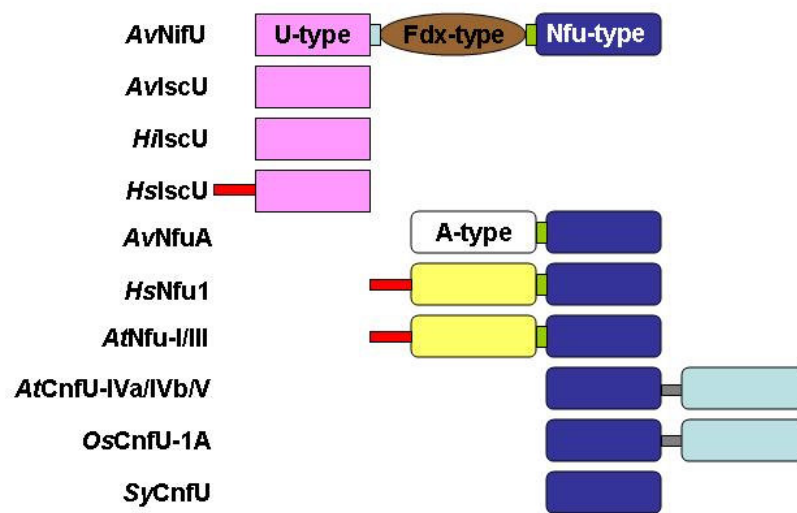 AvNifU U-type Fdx-type Nfu-type
AvIscU
HiIscU
HsIscU
AvNfuA A-type
HsNfu1
AtNfu-I/III
AtCnfU-IVa/IVb/V
OsCnfU-1A
SyCnfU